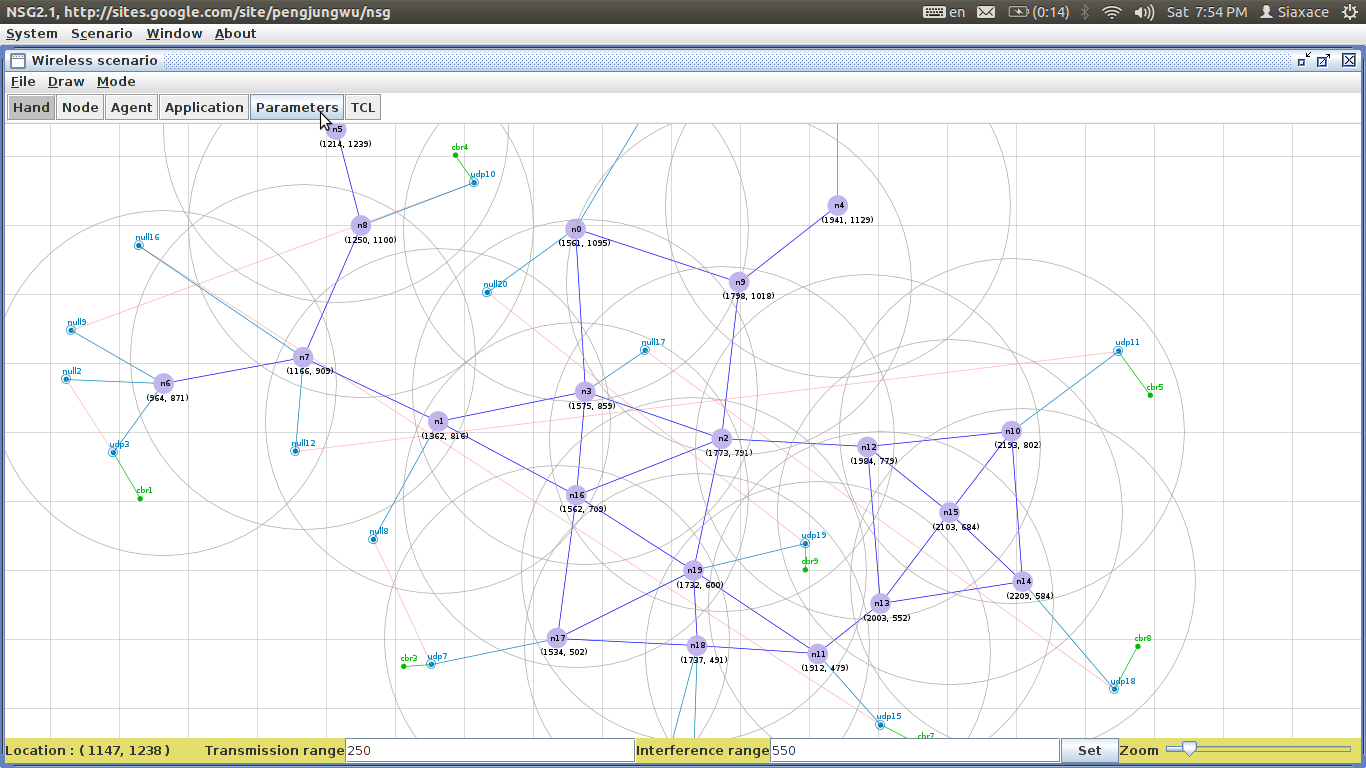 NSG2.1, http://sites.google.com/site/pengjungwu/nsg en (0:14) Sat 7:54 PM Siaxace
System Scenario Window About
Wireless scenario
File Draw Mode
Hand Node Agent Application Parameters TCL
n5
(1214, 1239)
cbr4
udp10
n4
(1941, 1129)
n8
(1250, 1100)
n0
(1561, 1095)
null16
n9
(1798, 1018)
null20
null9
null17
udp11
n7
(1166, 909)
null2
n6
(964, 871)
cbr5
n3
(1575, 859)
n1
(1362, 816)
n10
(2193, 802)
n2
(1773, 791)
n12
(1984, 779)
udp3
null12
cbr1
n16
(1562, 709)
n15
(2103, 684)
null8
udp19
cbr9
n19
(1732, 600)
n14
(2209, 584)
n13
(2003, 552)
n17
(1534, 502)
n18
(1737, 491)
n11
(1912, 479)
cbr8
cbr3
udp7
udp18
udp15
cbr7
Location : (1147, 1238) Transmission range 250 Interference range 550 Set Zoom